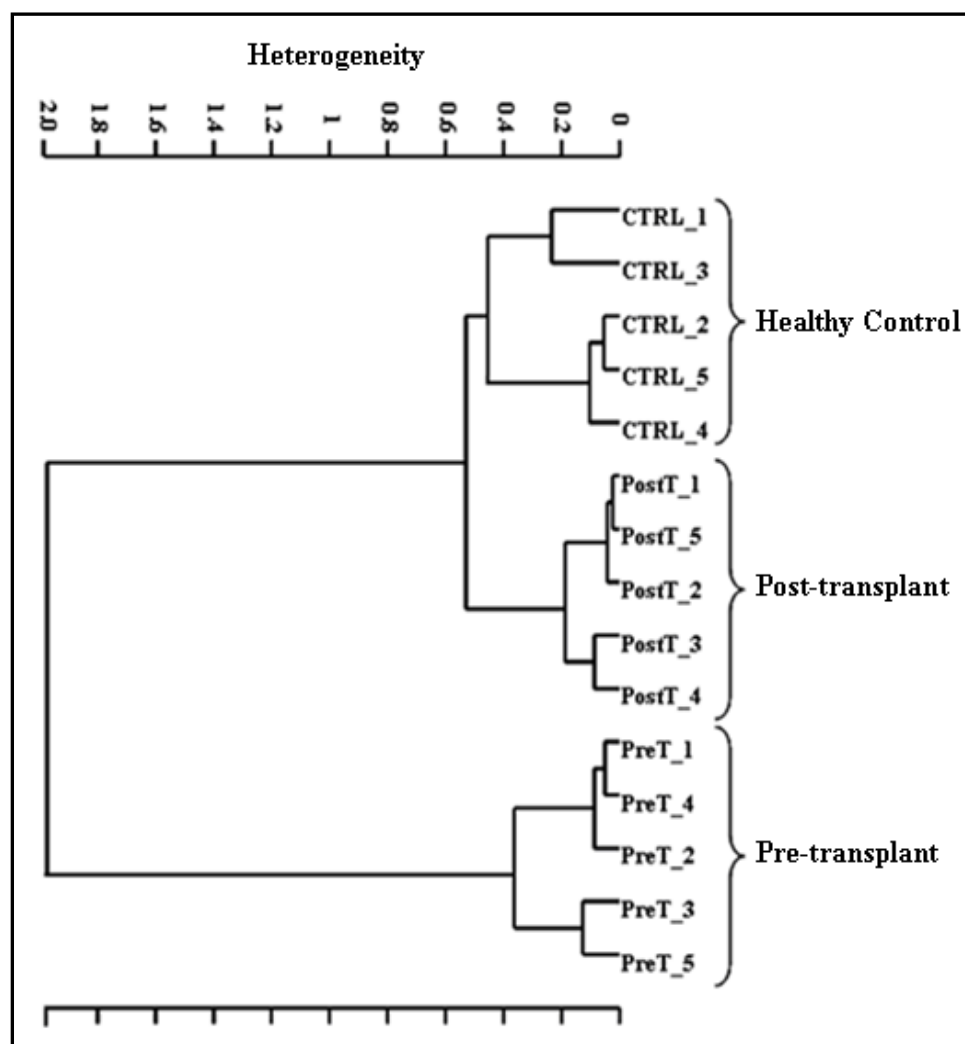 Heterogeneity
2.0 1.8 1.6 1.4 1.2 1 0.8 0.6 0.4 0.2 0
CTRL_1
CTRL_3
CTRL_2
Healthy Control
CTRL_5
CTRL_4
PostT_1
PostT_5
PostT_2
Post-transplant
PostT_3
PostT_4
PreT_1
PreT_4
PreT_2
Pre-transplant
PreT_3
PreT_5